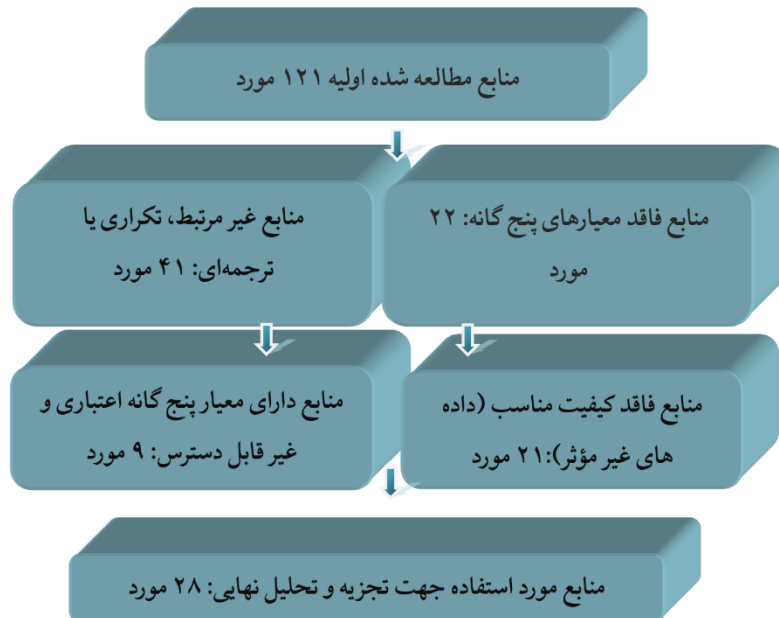 منابع مطالعه شده اولیه ۱۲۱ مورد
منابع فاقد معیارهای پنج گانه: ۲۲
مورد
منابع غیر مرتبط، تکراری یا
ترجمه‌ای: ۴۱ مورد
منابع فاقد کیفیت مناسب (داده
های غیر مؤثر):۲۱ مورد
منابع دارای معیار پنج گانه اعتباری و
غیر قابل دسترس: ۹ مورد
منابع مورد استفاده جهت تجزیه و تحلیل نهایی: ۲۸ مورد